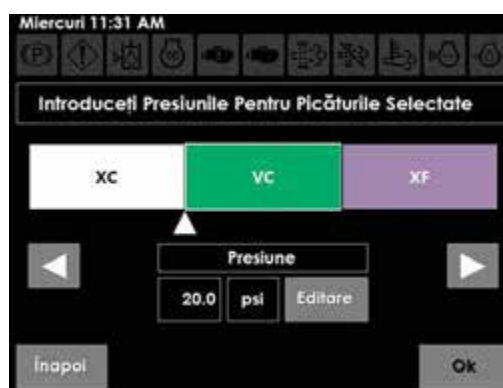 Miercuri 11:31 AM
Introduceți Presiunile Pentru Picăturile Selectate
XC VC XF
Presiune
20.0 psi Editare
Înapoi Ok